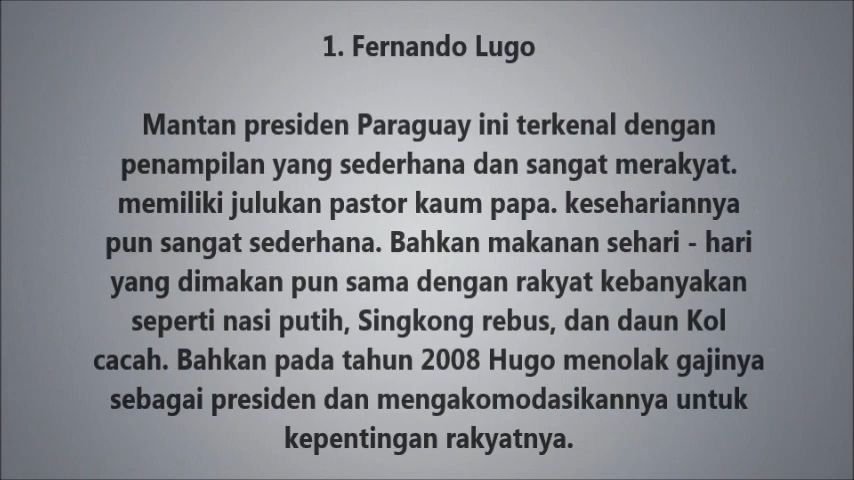 1. Fernando Lugo
Mantan presiden Paraguay ini terkenal dengan
penampilan yang sederhana dan sangat merakyat.
memiliki julukan pastor kaum papa. kesehariannya
pun sangat sederhana. Bahkan makanan sehari - hari
yang dimakan pun sama dengan rakyat kebanyakan
seperti nasi putih, Singkong rebus, dan daun Kol
cacah. Bahkan pada tahun 2008 Hugo menolak gajinya
sebagai presiden dan mengakomodasikannya untuk
kepentingan rakyatnya.